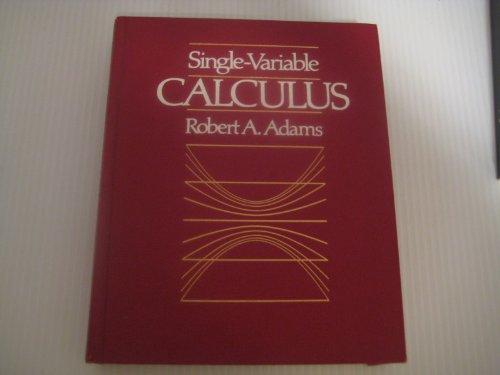 Single-Variable
CALCULUS
Robert A. Adams